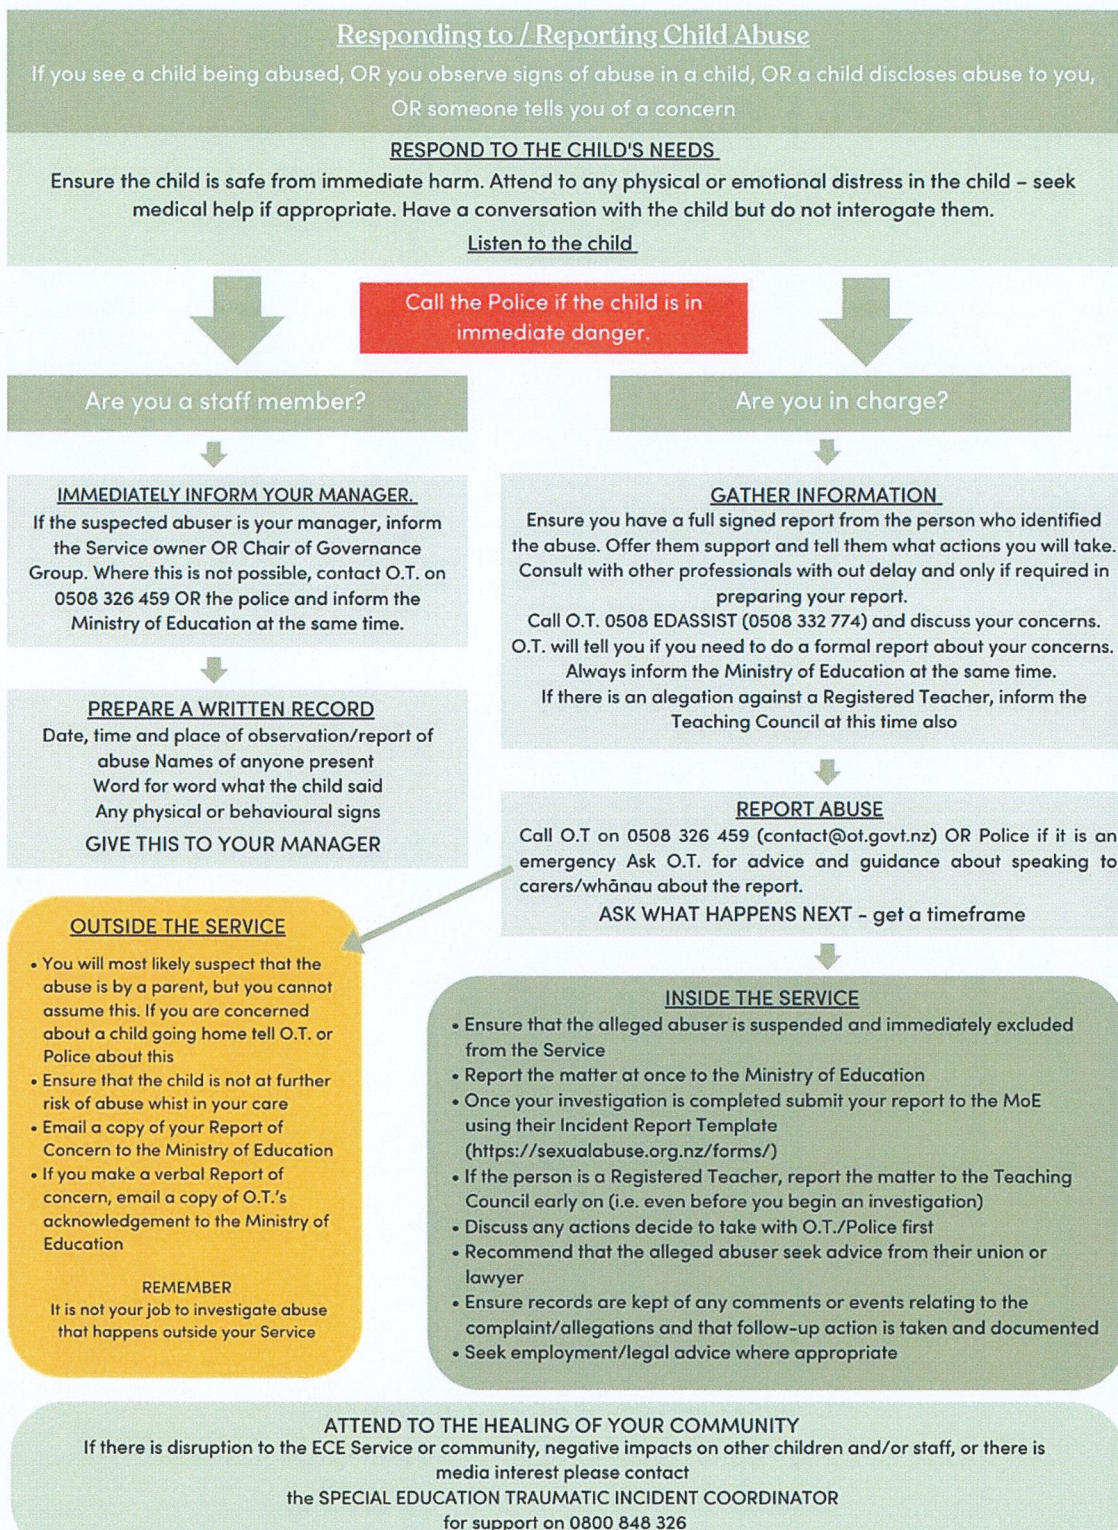 Responding to / Reporting Child Abuse
If you see a child being abused, OR you observe signs of abuse in a child, OR a child discloses abuse to you,
OR someone tells you of a concern
RESPOND TO THE CHILD'S NEEDS
Ensure the child is safe from immediate harm. Attend to any physical or emotional distress in the child – seek
medical help if appropriate. Have a conversation with the child but do not interogate them.
Listen to the child
Call the Police if the child is in
immediate danger.
Are you a staff member?
IMMEDIATELY INFORM YOUR MANAGER.
If the suspected abuser is your manager, inform
the Service owner OR Chair of Governance
Group. Where this is not possible, contact O.T. on
0508 326 459 OR the police and inform the
Ministry of Education at the same time.
PREPARE A WRITTEN RECORD
Date, time and place of observation/report of
abuse Names of anyone present
Word for word what the child said
Any physical or behavioural signs
GIVE THIS TO YOUR MANAGER
Are you in charge?
GATHER INFORMATION
Ensure you have a full signed report from the person who identified
the abuse. Offer them support and tell them what actions you will take.
Consult with other professionals with out delay and only if required in
preparing your report.
Call O.T. 0508 EDASSIST (0508 332 774) and discuss your concerns.
O.T. will tell you if you need to do a formal report about your concerns.
Always inform the Ministry of Education at the same time.
If there is an alegation against a Registered Teacher, inform the
Teaching Council at this time also
REPORT ABUSE
Call O.T on 0508 326 459 (contact@ot.govt.nz) OR Police if it is an
emergency Ask O.T. for advice and guidance about speaking to
carers/whānau about the report.
ASK WHAT HAPPENS NEXT - get a timeframe
OUTSIDE THE SERVICE
• You will most likely suspect that the
abuse is by a parent, but you cannot
assume this. If you are concerned
about a child going home tell O.T. or
Police about this
• Ensure that the child is not at further
risk of abuse whist in your care
• Email a copy of your Report of
Concern to the Ministry of Education
• If you make a verbal Report of
concern, email a copy of O.T.'s
acknowledgement to the Ministry of
Education
REMEMBER
It is not your job to investigate abuse
that happens outside your Service
INSIDE THE SERVICE
• Ensure that the alleged abuser is suspended and immediately excluded
from the Service
• Report the matter at once to the Ministry of Education
• Once your investigation is completed submit your report to the MoE
using their Incident Report Template
(https://sexualabuse.org.nz/forms/)
• If the person is a Registered Teacher, report the matter to the Teaching
Council early on (i.e. even before you begin an investigation)
• Discuss any actions decide to take with O.T./Police first
• Recommend that the alleged abuser seek advice from their union or
lawyer
• Ensure records are kept of any comments or events relating to the
complaint/allegations and that follow-up action is taken and documented
• Seek employment/legal advice where appropriate
ATTEND TO THE HEALING OF YOUR COMMUNITY
If there is disruption to the ECE Service or community, negative impacts on other children and/or staff, or there is
media interest please contact
the SPECIAL EDUCATION TRAUMATIC INCIDENT COORDINATOR
for support on 0800 848 326